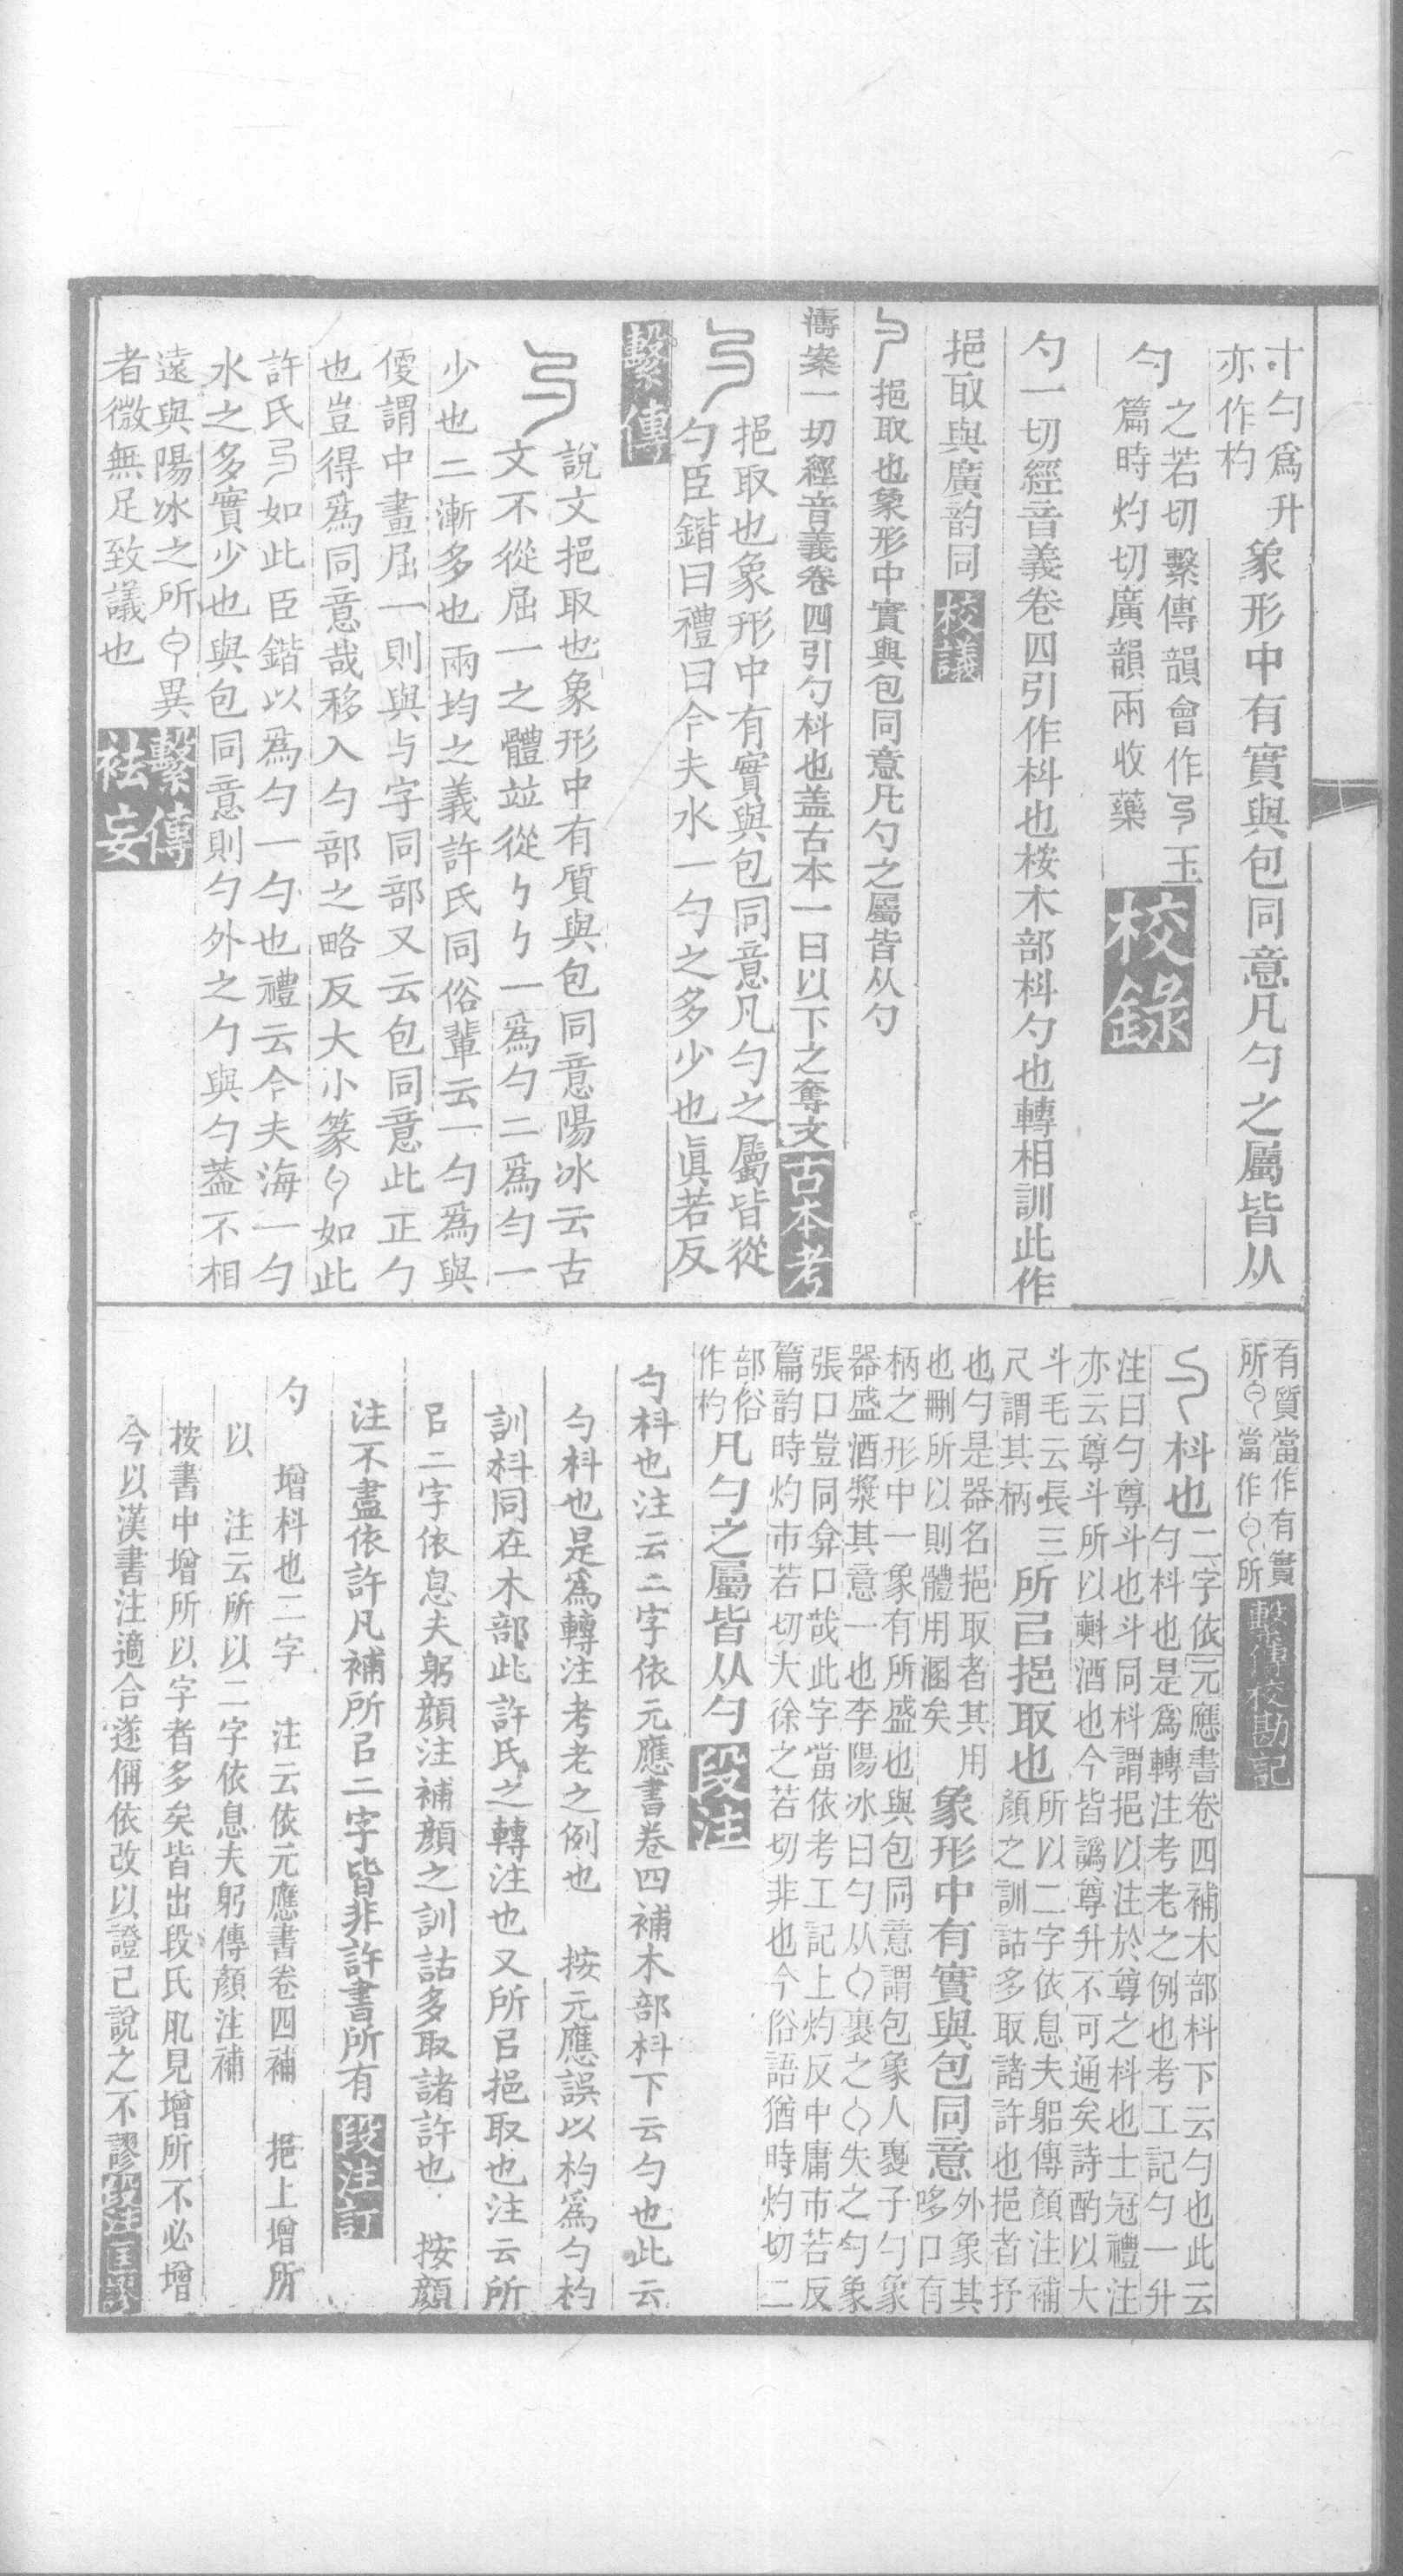 十勺爲升
亦作杓
象形中有實與包同意凡勺之屬皆从
勺
之若切繫傳韻會作玉
篇時灼切廣韻兩收藥
校錄
勺一切經音義卷四引作枓也桉木部枓勺也轉相訓此作
挹取與廣韵同
校議
挹取也象形中實與包同意凡勺之屬皆从勺
濤案一切經音義卷四引勺枓也盖古本一曰以下之奪文
古本考
挹取也象形中有實與包同意凡勺之屬皆從
勺臣鍇曰禮曰今夫水一勺之多少也眞若反
繫傳
說文挹取也象形中有質與包同意陽冰云古
文不從屈一之體竝從勹勹一爲勺二爲勻一
少也二漸多也兩均之義許氏同俗輩云一勺爲與
傻謂中畫屈一則與与字同部又云包同意此正勹
也豈得爲同意哉移入勺部之略反大小篆如此
許氏如此臣鍇以爲勺一勺也禮云今夫海一勺
水之多實少也與包同意則勺外之勹與勺葢不相
遠與陽冰之所異
者微無足致議也
繫傳
袪妄
有質當作有實
所當作所
繫傳校勘記
枓也
二字依元應書卷四補木部枓下云勺也此云
勺枓也是爲轉注考老之例也考工記勺一升
注曰勺尊斗也斗同枓謂挹以注於尊之枓也士冠禮注
亦云尊斗所以㪺酒也今皆譌尊升不可通矣詩酌以大
斗毛云長三
尺謂其柄
所㠯挹取也
所以二字依息夫躬傳顏注補
顏之訓詁多取諸許也挹者抒
也勺是器名挹取者其用
也刪所以則體用溷矣
象形中有實與包同意
外象其
哆口有
柄之形中一象有所盛也與包同意謂包象人裹子勺象
器盛酒漿其意一也李陽冰曰勺从裹之失之勻象
張口豈同弇口哉此字當依考工記上灼反中庸市若反
篇韵時灼市若切大徐之若切非也今俗語猶時灼切二
部俗
作杓
凡勺之屬皆从勺
段注
勺枓也注云二字依元應書卷四補木部枓下云勺也此云
勺枓也是爲轉注考老之例也 按元應誤以杓爲勺杓
訓枓同在木部此許氏之轉注也又所㠯挹取也注云所
㠯二字依息夫躬顏注補顏之訓詁多取諸許也 按顏
注不盡依許凡補所㠯二字皆非許書所有
段注訂
勺 增枓也二字 注云依元應書卷四補 挹上增所
以 注云所以二字依息夫躬傳顏注補
按書中增所以字者多矣皆出段氏肊見增所不必增
今以漢書注適合遂偁依改以證己說之不謬
段注匡謬